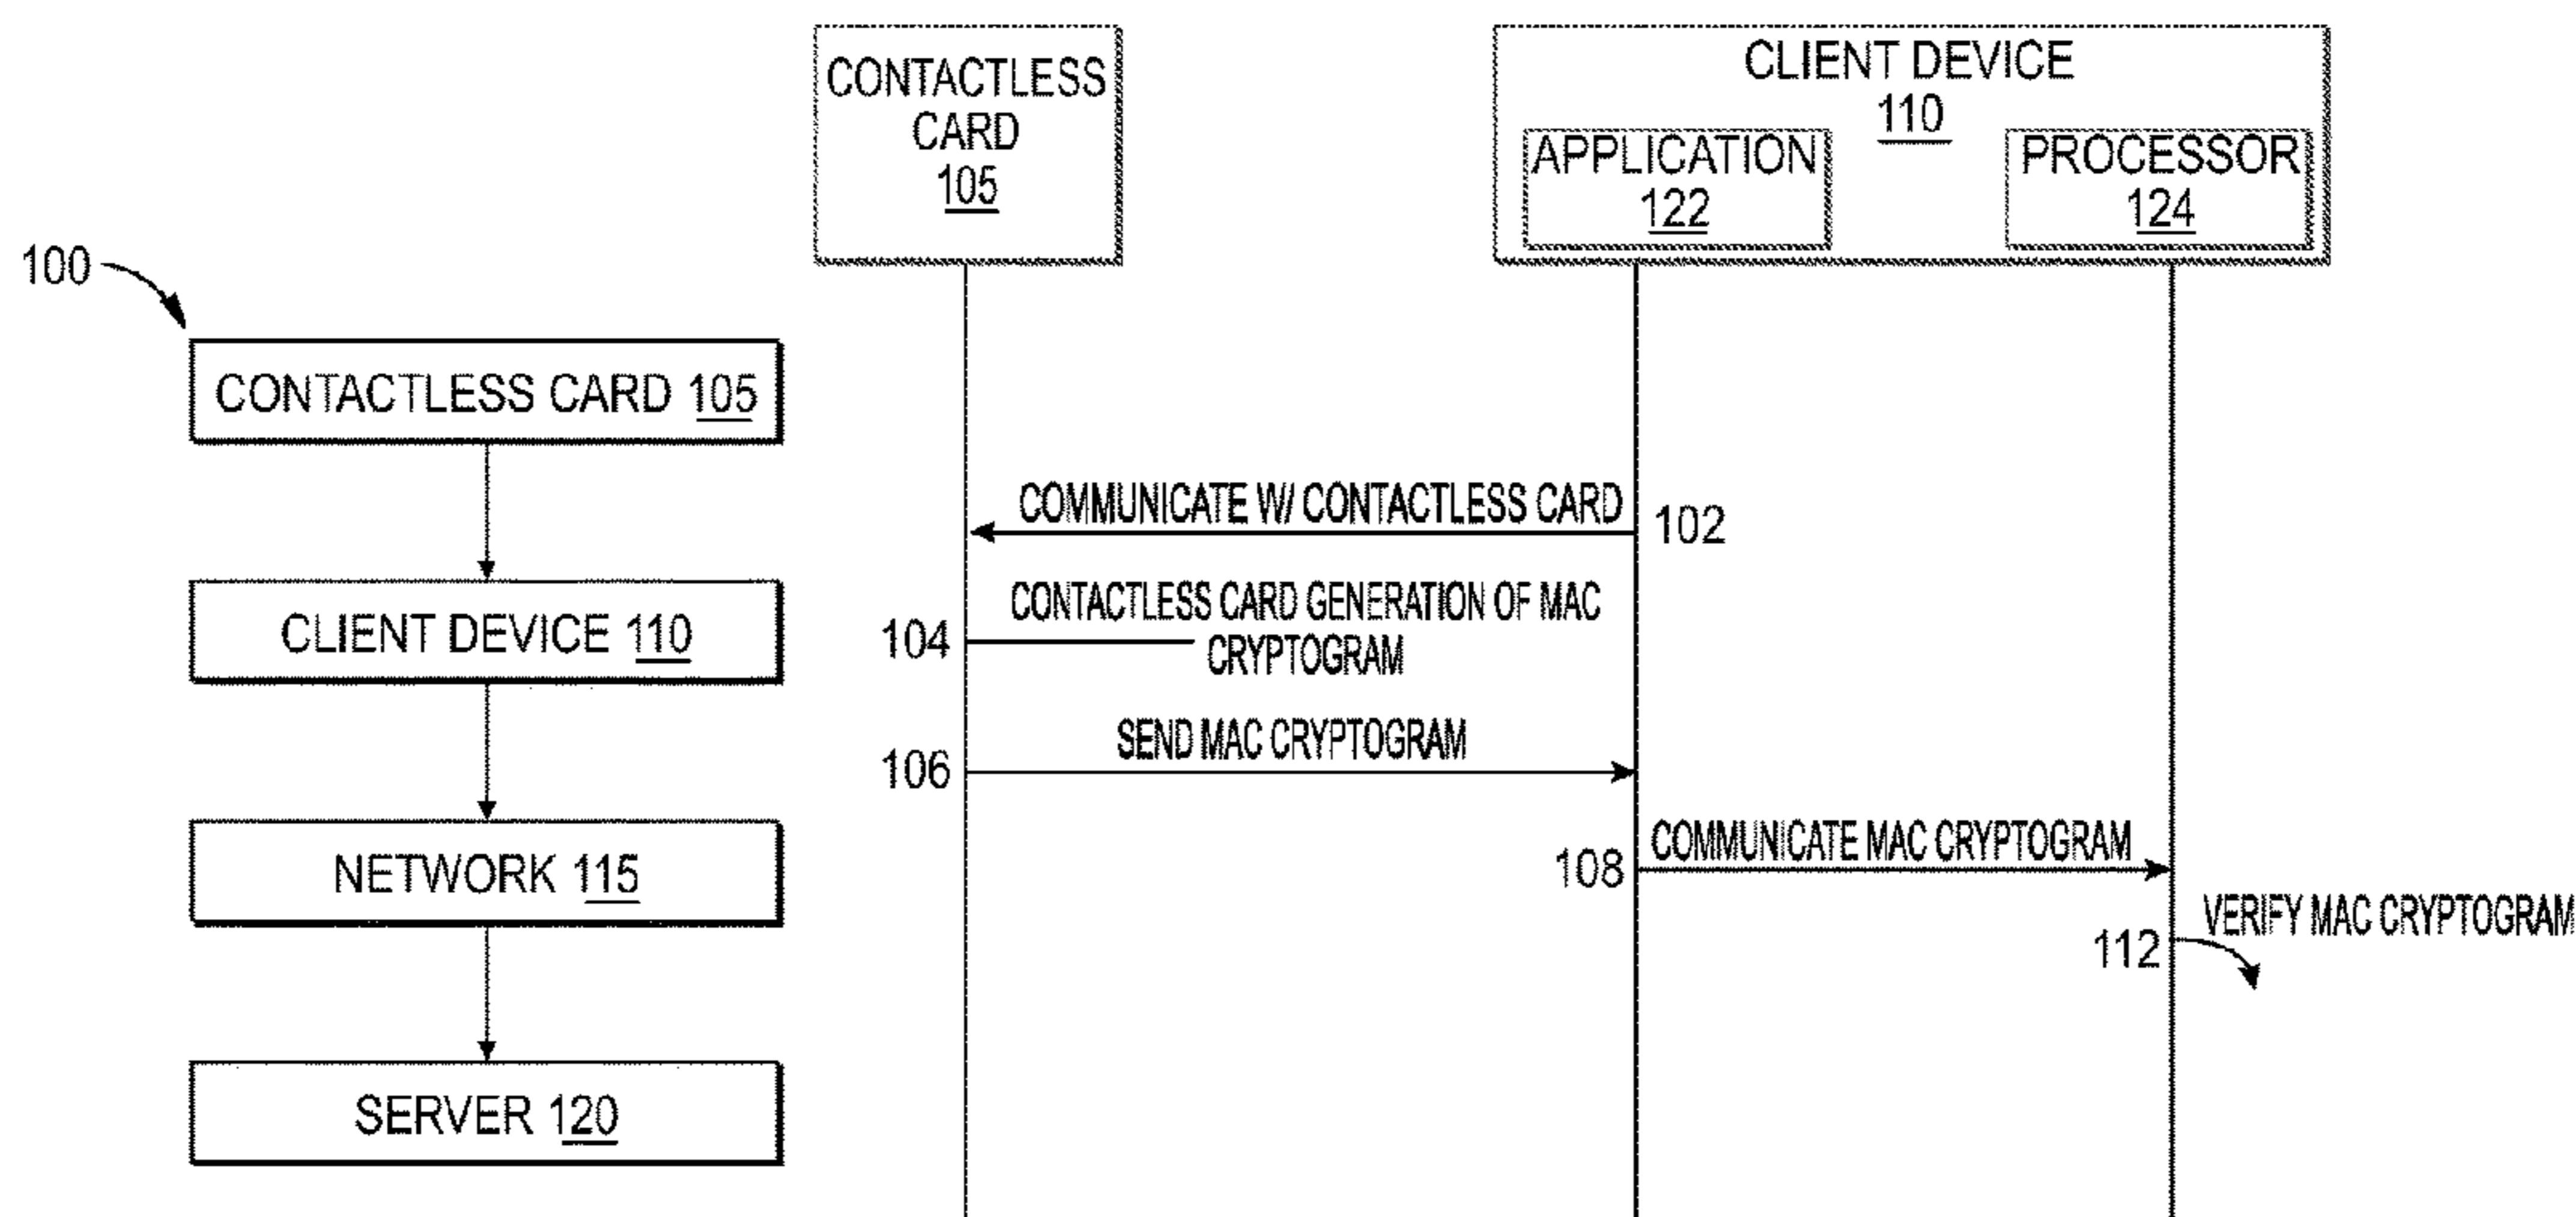 100
CONTACTLESS CARD 105
CLIENT DEVICE 110
NETWORK 115
SERVER 120
CONTACTLESS
CARD
105
CLIENT DEVICE
110
APPLICATION
122
PROCESSOR
124
COMMUNICATE W/ CONTACTLESS CARD
102
CONTACTLESS CARD GENERATION OF MAC
104
CRYPTOGRAM
SEND MAC CRYPTOGRAM
106
COMMUNICATE MAC CRYPTOGRAM
108
VERIFY MAC CRYPTOGRAM
112